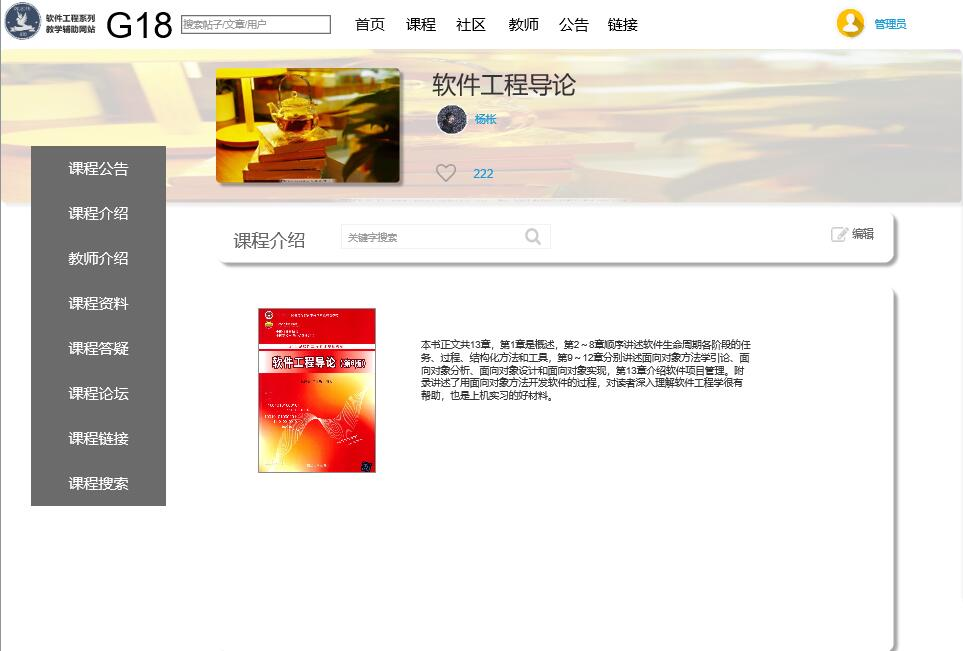 软件工程系列
教学辅助网站
G18
搜索帖子/文章/用户
首页
课程
社区
教师
公告
链接
管理员
软件工程导论
杨枨
222
课程公告
课程介绍
教师介绍
课程资料
课程答疑
课程论坛
课程链接
课程搜索
课程介绍
关键字搜索
编辑
软件工程导论（第6版）
本书正文共13章，第1章是概述，第2～8章顺序讲述软件生命周期各阶段的任
务、过程、结构化方法和工具，第9～12章分别讲述面向对象方法学引论、面
向对象分析、面向对象设计和面向对象实现，第13章介绍软件项目管理。附
录讲述了用面向对象方法开发软件的过程，对读者深入理解软件工程学很有
帮助，也是上机实习的好材料。